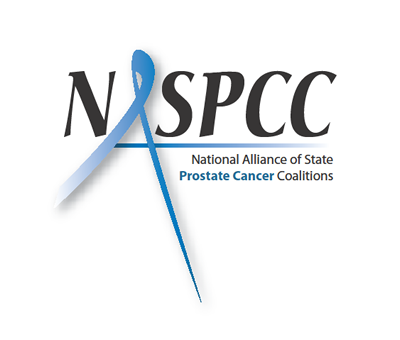 NASPCC
National Alliance of State
Prostate Cancer Coalitions